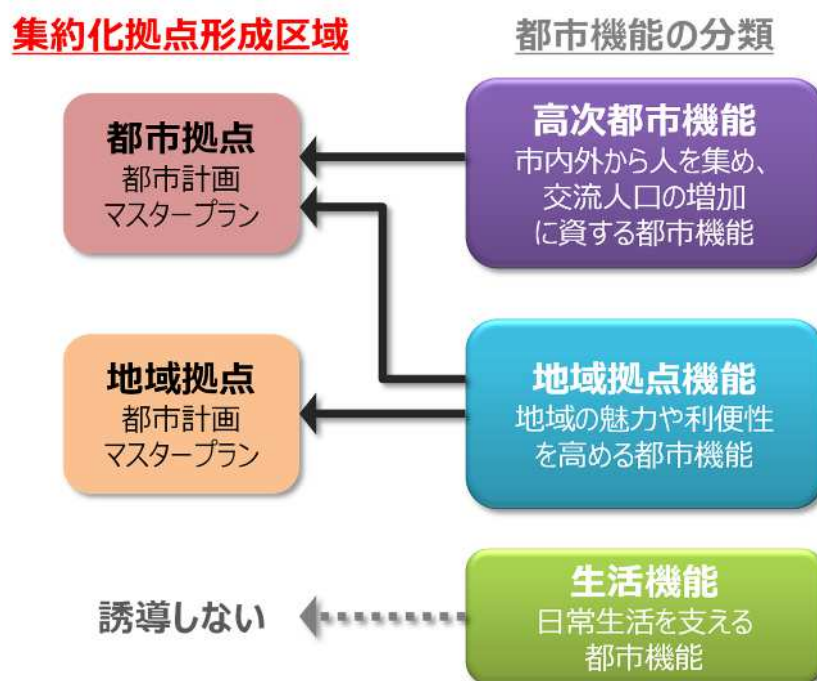 集約化拠点形成区域
都市機能の分類
都市拠点
都市計画
マスタープラン
高次都市機能
市内外から人を集め、
交流人口の増加
に資する都市機能
地域拠点
都市計画
マスタープラン
地域拠点機能
地域の魅力や利便性
を高める都市機能
誘導しない
生活機能
日常生活を支える
都市機能